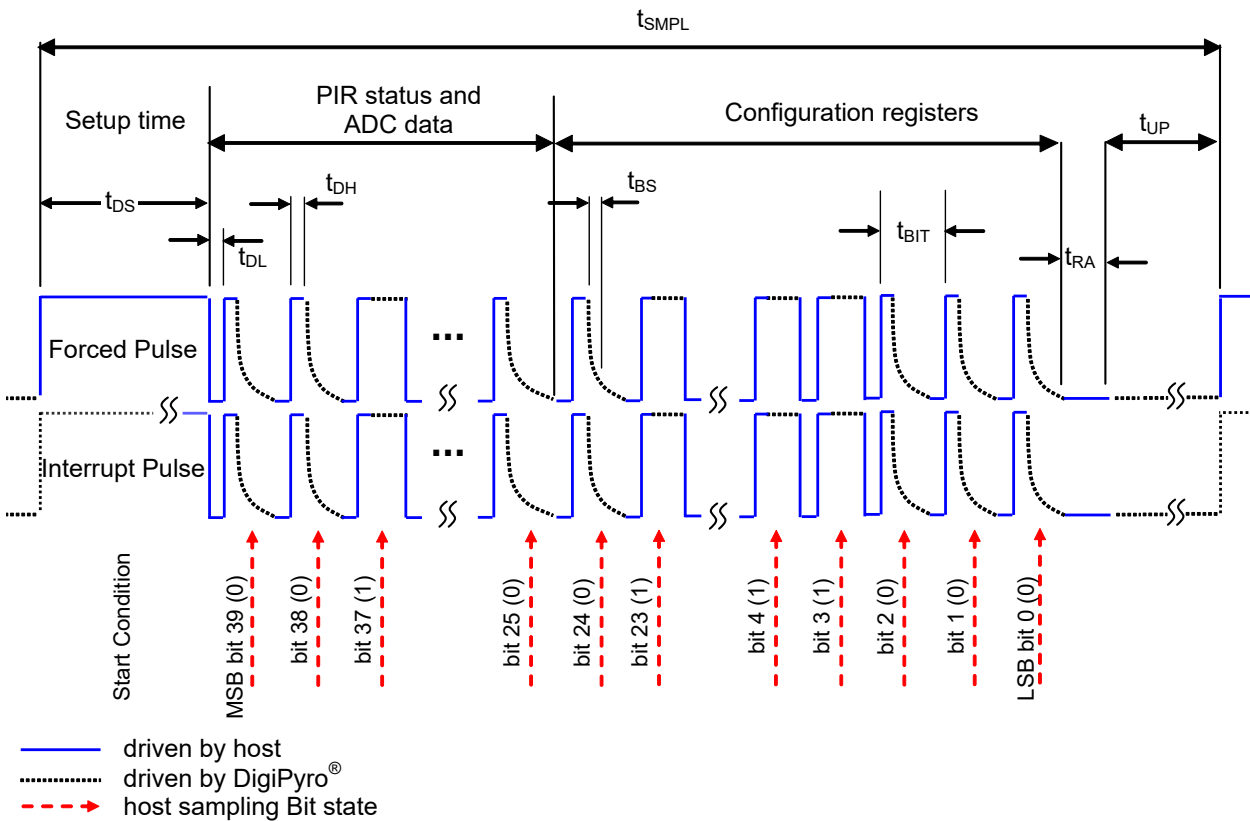 tSMPL
Setup time
PIR status and
ADC data
Configuration registers
tUP
tDS
tDH
tBS
tDL
tBIT
tRA
Forced Pulse
...
Interrupt Pulse
...
Start Condition
MSB bit 39 (0)
bit 38 (0)
bit 37 (1)
bit 25 (0)
bit 24 (0)
bit 23 (1)
bit 4 (1)
bit 3 (1)
bit 2 (0)
bit 1 (0)
LSB bit 0 (0)
driven by host
driven by DigiPyro®
host sampling Bit state